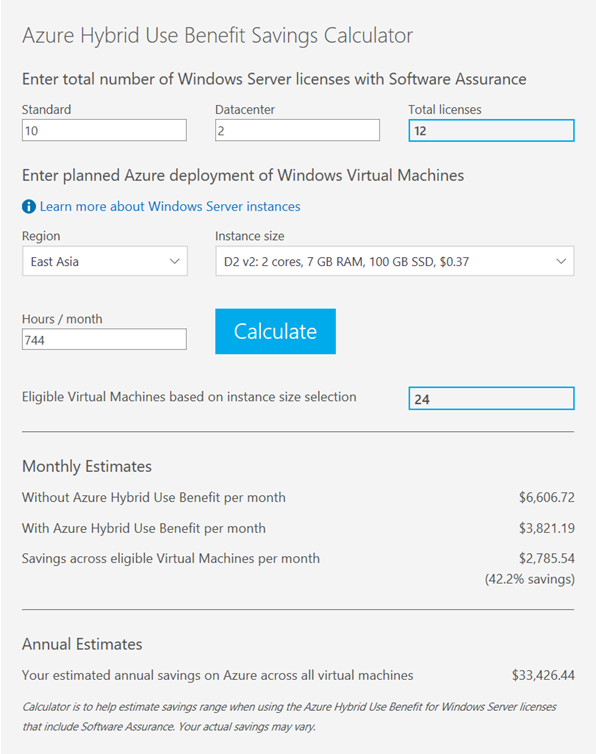 Azure Hybrid Use Benefit Savings Calculator
Enter total number of Windows Server licenses with Software Assurance
Standard Datacenter Total licenses
10 2 12
Enter planned Azure deployment of Windows Virtual Machines
Learn more about Windows Server instances
Region Instance size
East Asia D2 v2: 2 cores, 7 GB RAM, 100 GB SSD, $0.37
Hours / month
744
Calculate
Eligible Virtual Machines based on instance size selection 24
Monthly Estimates
Without Azure Hybrid Use Benefit per month $6,606.72
With Azure Hybrid Use Benefit per month $3,821.19
Savings across eligible Virtual Machines per month $2,785.54
(42.2% savings)
Annual Estimates
Your estimated annual savings on Azure across all virtual machines $33,426.44
Calculator is to help estimate savings range when using the Azure Hybrid Use Benefit for Windows Server licenses
that include Software Assurance. Your actual savings may vary.